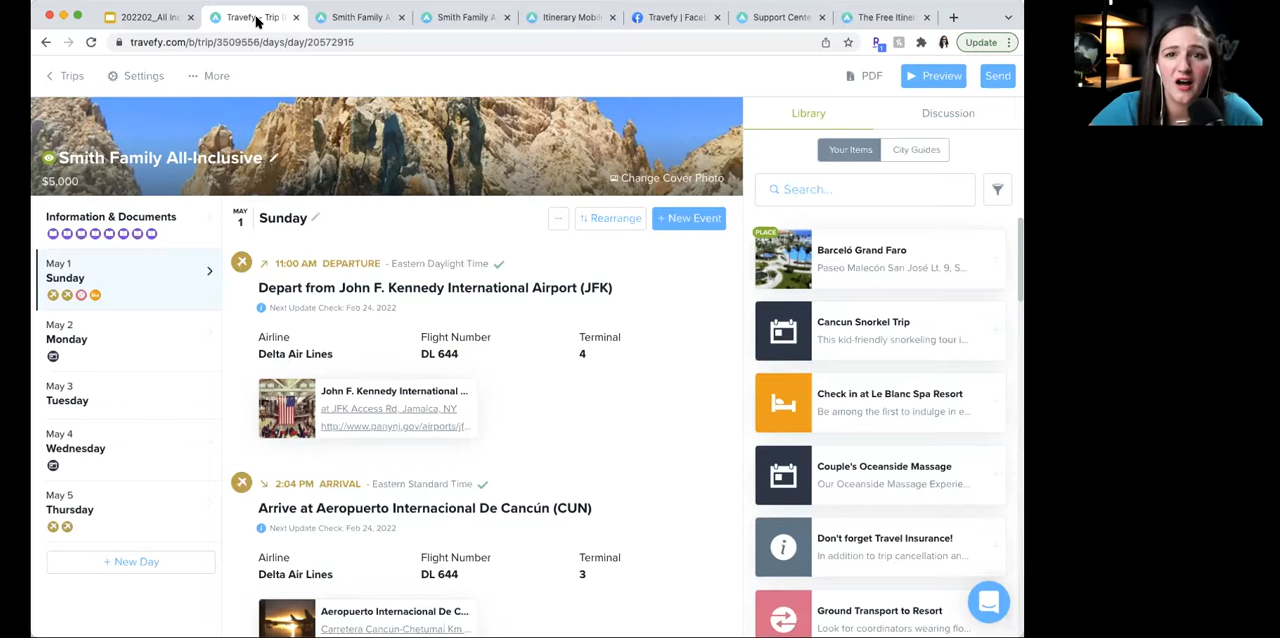 202202_All Inc
Travefy - Trip
Smith Family A
Smith Family A
Itinerary Mobil
Travefy | Face
Support Cente
The Free Itine
travefy.com/b/trip/3509556/days/day/20572915
Update
Trips
Settings
More
PDF
Preview
Send
Smith Family All-Inclusive
$5,000
Change Cover Photo
Library
Discussion
Your Items
City Guides
Search...
Information & Documents
May 1
Sunday
May 2
Monday
May 3
Tuesday
May 4
Wednesday
May 5
Thursday
+ New Day
MAY
1
Sunday
Rearrange
+ New Event
11:00 AM DEPARTURE - Eastern Daylight Time
Depart from John F. Kennedy International Airport (JFK)
Next Update Check: Feb 24, 2022
Airline
Flight Number
Terminal
Delta Air Lines
DL 644
4
John F. Kennedy International ...
at JFK Access Rd, Jamaica, NY
http://www.panynj.gov/airports/jf...
2:04 PM ARRIVAL - Eastern Standard Time
Arrive at Aeropuerto Internacional De Cancún (CUN)
Next Update Check: Feb 24, 2022
Airline
Flight Number
Terminal
Delta Air Lines
DL 644
3
Aeropuerto Internacional De C...
Carretera Cancún-Chetumal Km ...
PLACE
Barceló Grand Faro
Paseo Malecón San José Lt. 9, S...
Cancun Snorkel Trip
This kid-friendly snorkeling tour i...
Check in at Le Blanc Spa Resort
Be among the first to indulge in e...
Couple's Oceanside Massage
Our Oceanside Massage Experie...
Don't forget Travel Insurance!
In addition to trip cancellation an...
Ground Transport to Resort
Look for coordinators wearing flo...